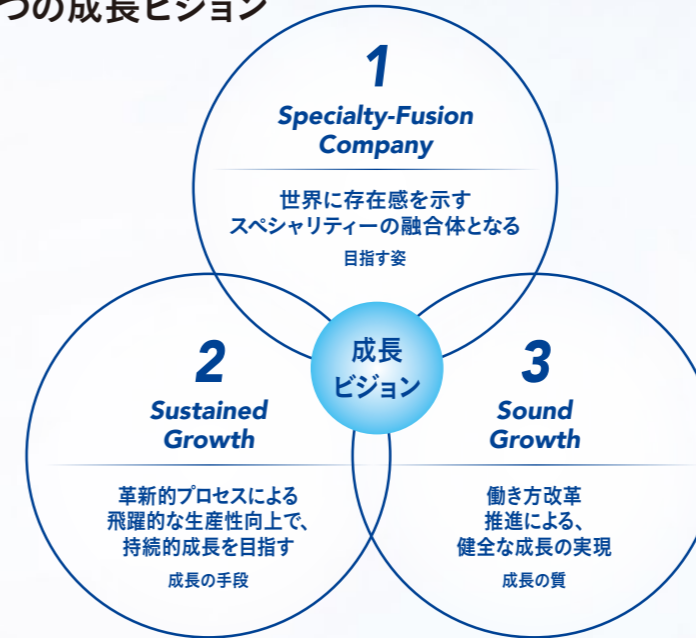 つの成長ビジョン
1
Specialty-Fusion
Company
世界に存在感を示す
スペシャリティーの融合体となる
目指す姿
成長
ビジョン
2
Sustained
Growth
革新的プロセスによる
飛躍的な生産性向上で、
持続的成長を目指す
成長の手段
3
Sound
Growth
働き方改革
推進による、
健全な成長の実現
成長の質